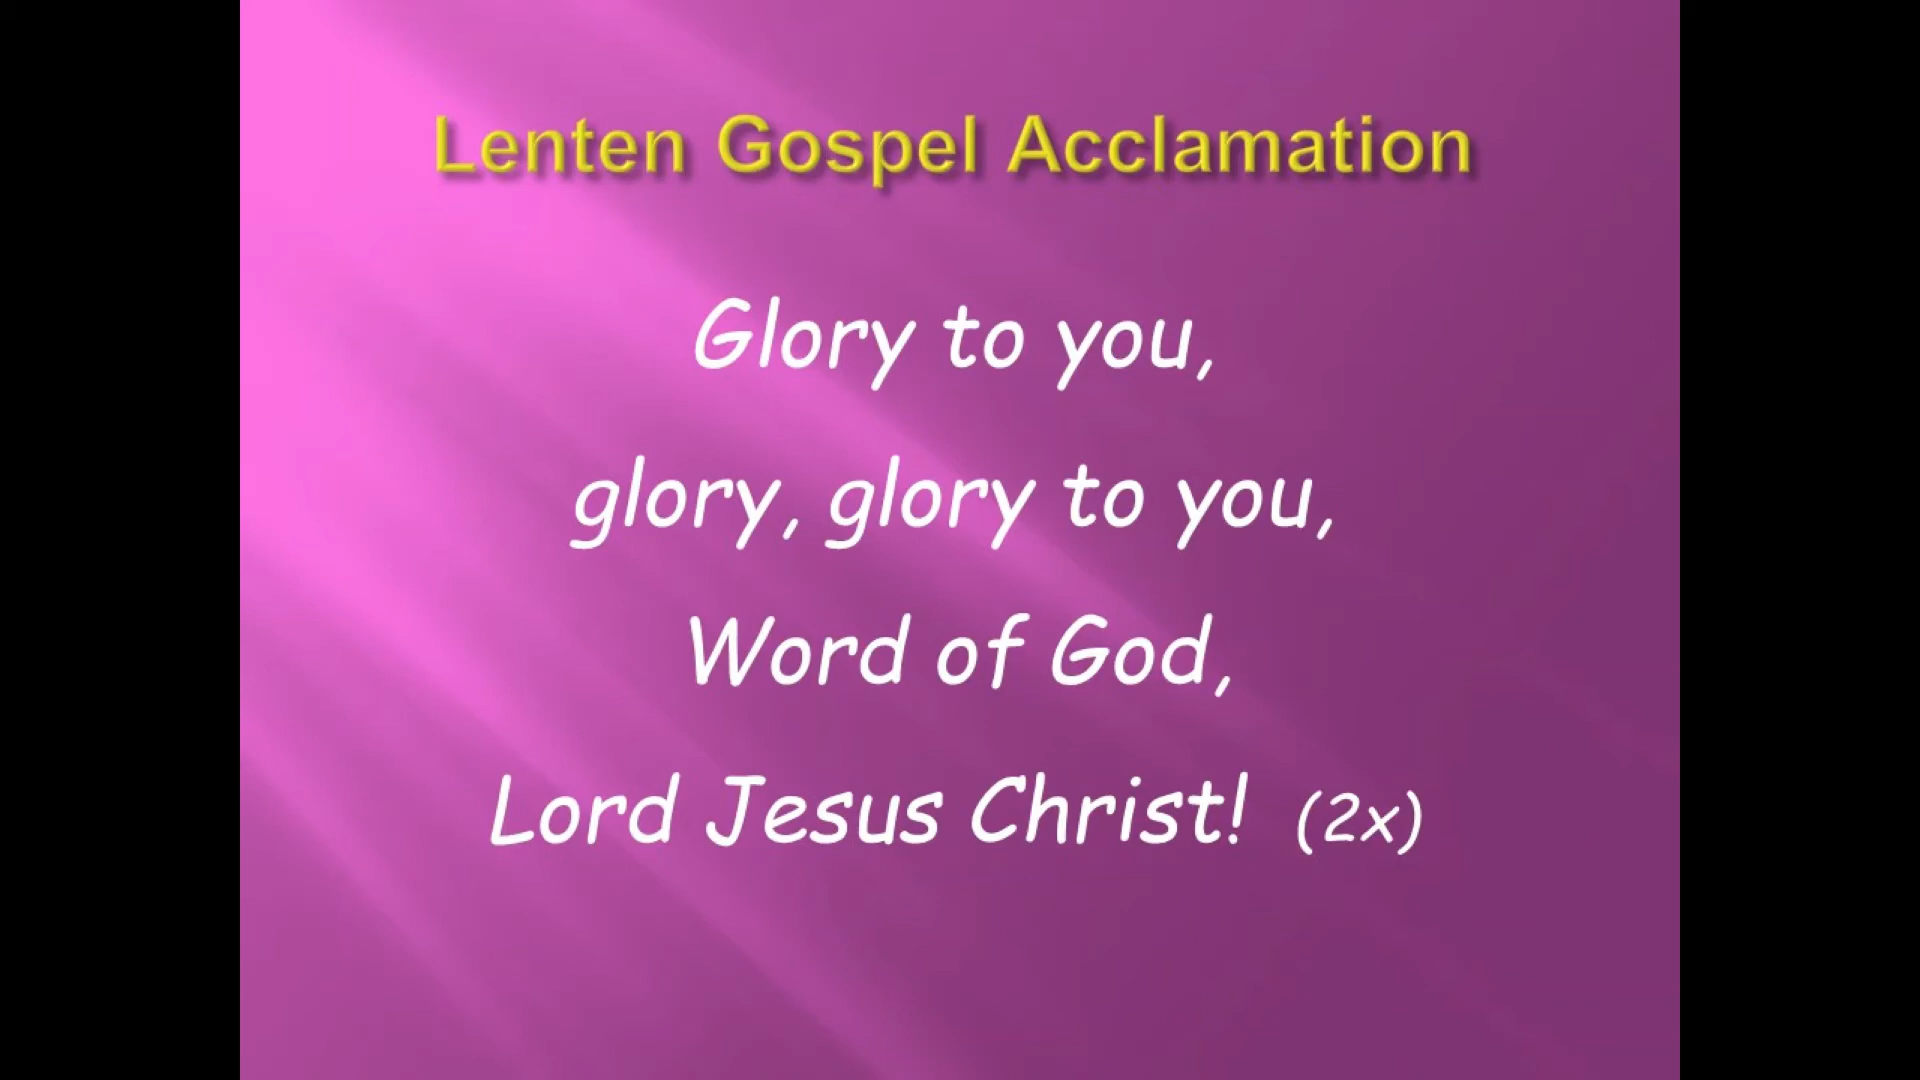 Lenten Gospel Acclamation
Glory to you,
glory, glory to you,
Word of God,
Lord Jesus Christ! (2x)